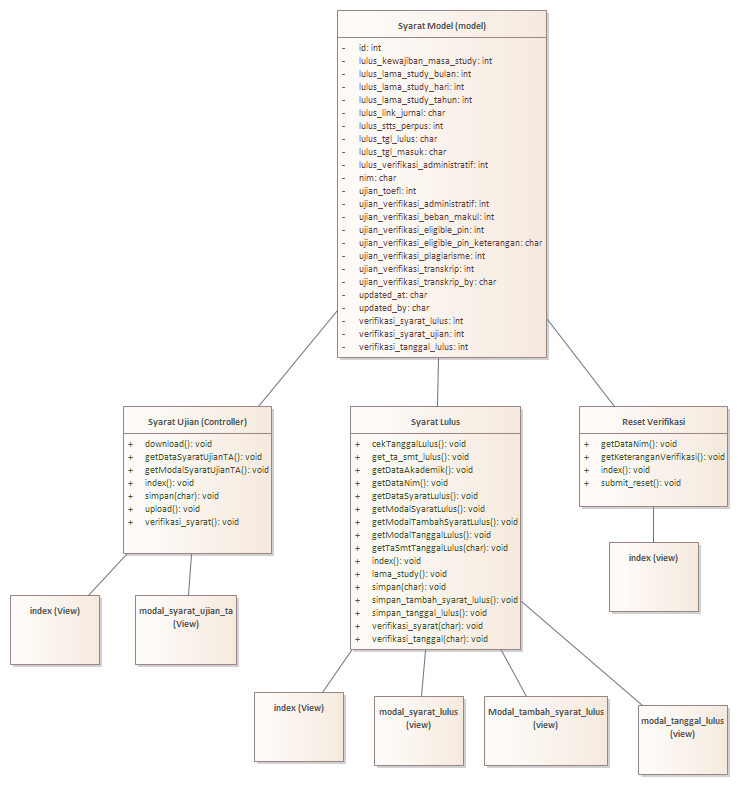 Syarat Model (model)
- id: int
- lulus_kewajiban_masa_study: int
- lulus_lama_study_bulan: int
- lulus_lama_study_hari: int
- lulus_lama_study_tahun: int
- lulus_link_jurnal: char
- lulus_stts_perpus: int
- lulus_tgl_lulus: char
- lulus_tgl_masuk: char
- lulus_verifikasi_administratif: int
- nim: char
- ujian_toefl: int
- ujian_verifikasi_administratif: int
- ujian_verifikasi_beban_makul: int
- ujian_verifikasi_eligible_pin: int
- ujian_verifikasi_eligible_pin_keterangan: char
- ujian_verifikasi_plagiarisme: int
- ujian_verifikasi_transkrip: int
- ujian_verifikasi_transkrip_by: char
- updated_at: char
- updated_by: char
- verifikasi_syarat_lulus: int
- verifikasi_syarat_ujian: int
- verifikasi_tanggal_lulus: int
Syarat Ujian (Controller)
+ download(): void
+ getDataSyaratUjianTA(): void
+ getModalSyaratUjianTA(): void
+ index(): void
+ simpan(char): void
+ upload(): void
+ verifikasi_syarat(): void
Syarat Lulus
+ cekTanggalLulus(): void
+ get_ta_smt_lulus(): void
+ getDataAkademik(): void
+ getDataNim(): void
+ getDataSyaratLulus(): void
+ getModalSyaratLulus(): void
+ getModalTambahSyaratLulus(): void
+ getModalTanggalLulus(): void
+ getTaSmtTanggalLulus(char): void
+ index(): void
+ lama_study(): void
+ simpan(char): void
+ simpan_tambah_syarat_lulus(): void
+ simpan_tanggal_lulus(): void
+ verifikasi_syarat(char): void
+ verifikasi_tanggal(char): void
Reset Verifikasi
+ getDataNim(): void
+ getKeteranganVerifikasi(): void
+ index(): void
+ submit_reset(): void
index (view)
index (View)
modal_syarat_ujian_ta
(View)
index (View)
modal_syarat_lulus
(view)
Modal_tambah_syarat_lulus
(view)
modal_tanggal_lulus
(view)